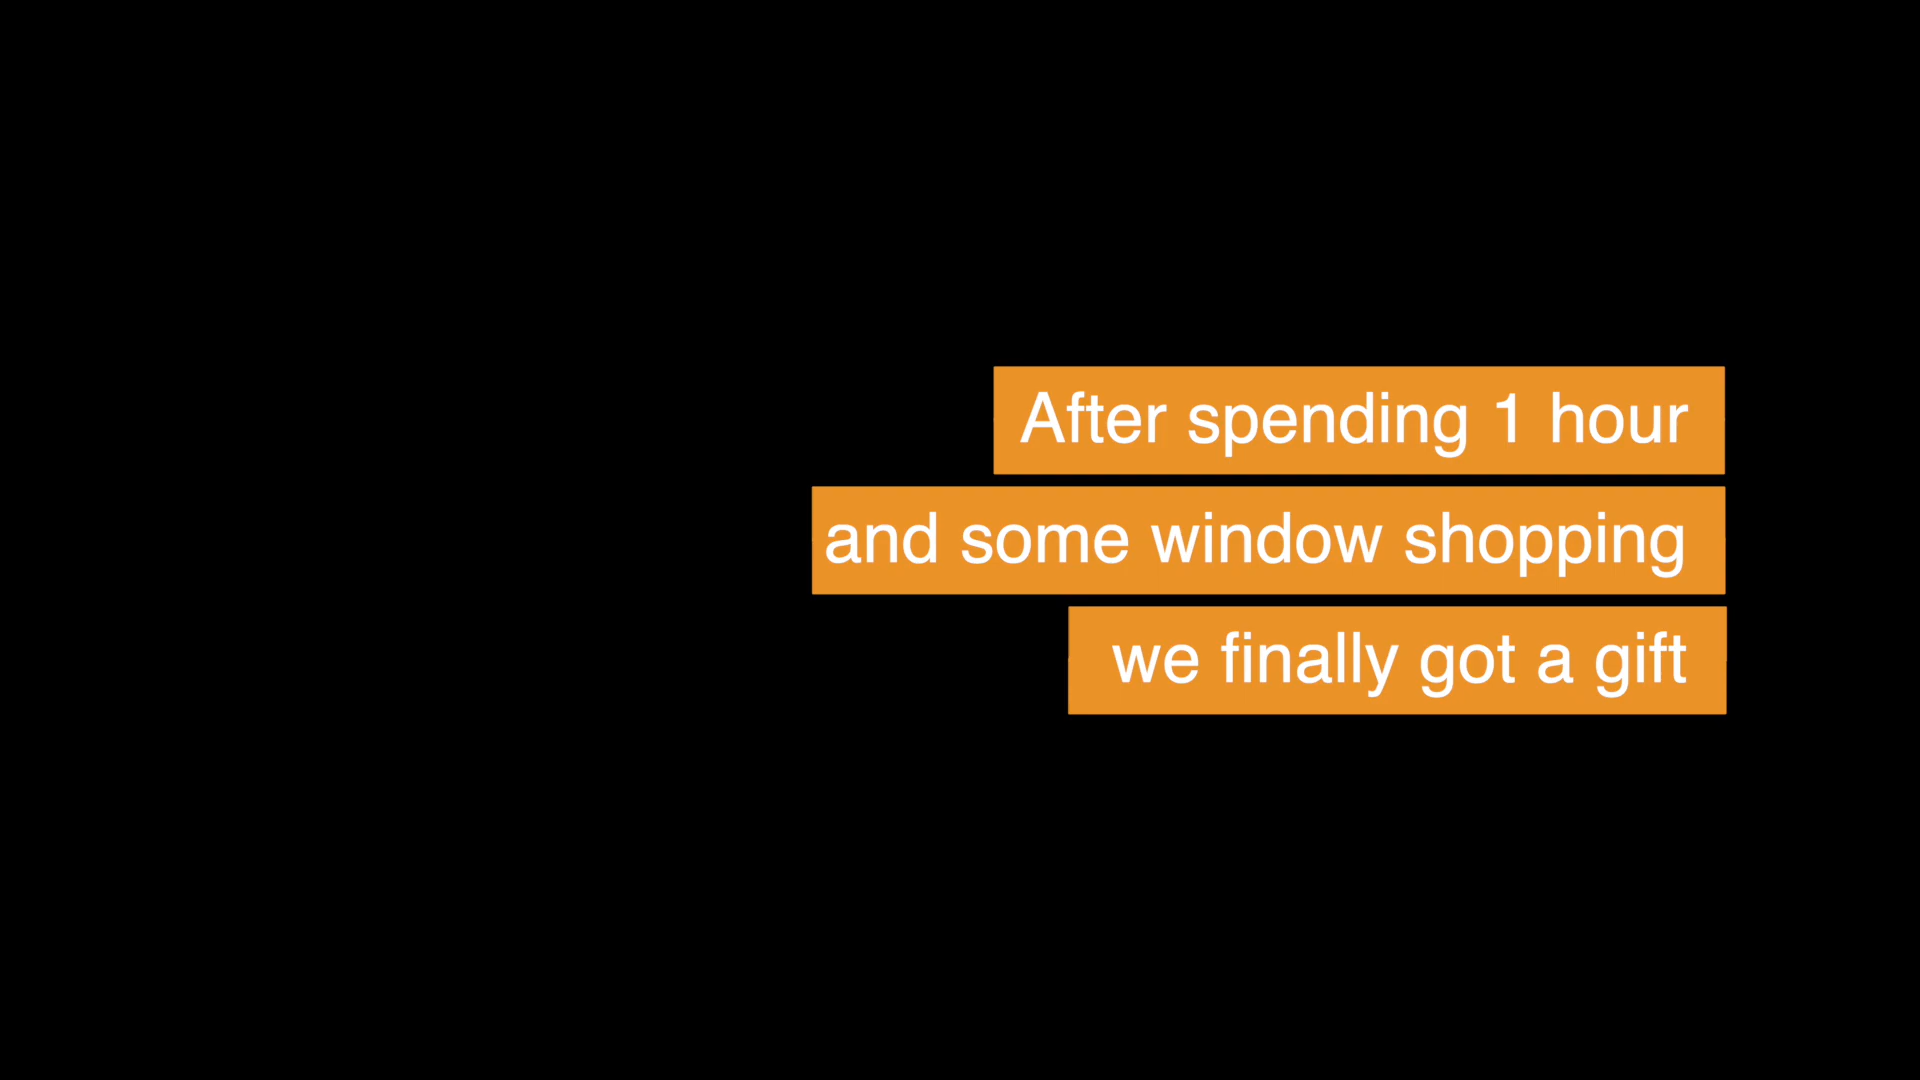 After spending 1 hour
and some window shopping
we finally got a gift